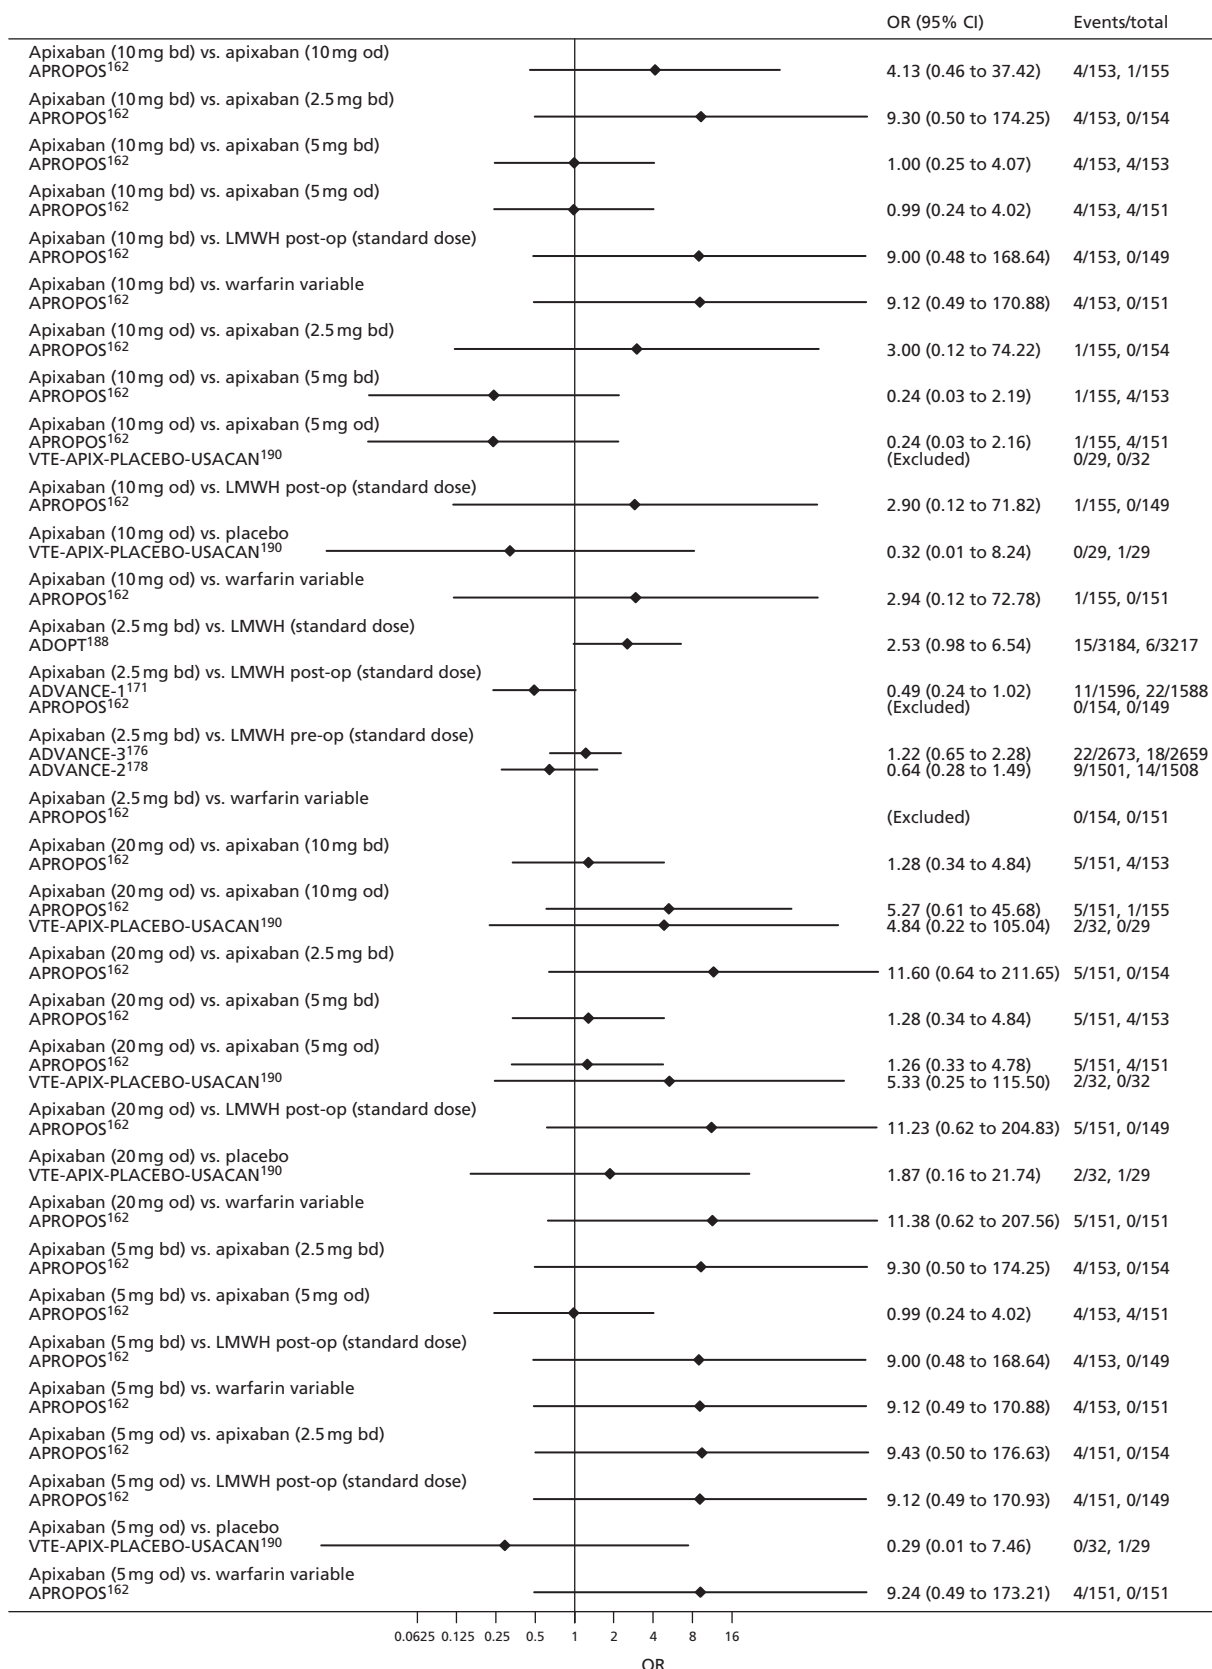 OR (95% CI) Events/total
Apixaban (10 mg bd) vs. apixaban (10 mg od)
APROPOS162 4.13 (0.46 to 37.42) 4/153, 1/155
Apixaban (10 mg bd) vs. apixaban (2.5 mg bd)
APROPOS162 9.30 (0.50 to 174.25) 4/153, 0/154
Apixaban (10 mg bd) vs. apixaban (5 mg bd)
APROPOS162 1.00 (0.25 to 4.07) 4/153, 4/153
Apixaban (10 mg bd) vs. apixaban (5 mg od)
APROPOS162 0.99 (0.24 to 4.02) 4/153, 4/151
Apixaban (10 mg bd) vs. LMWH post-op (standard dose)
APROPOS162 9.00 (0.48 to 168.64) 4/153, 0/149
Apixaban (10 mg bd) vs. warfarin variable
APROPOS162 9.12 (0.49 to 170.88) 4/153, 0/151
Apixaban (10 mg od) vs. apixaban (2.5 mg bd)
APROPOS162 3.00 (0.12 to 74.22) 1/155, 0/154
Apixaban (10 mg od) vs. apixaban (5 mg bd)
APROPOS162 0.24 (0.03 to 2.19) 1/155, 4/153
Apixaban (10 mg od) vs. apixaban (5 mg od)
APROPOS162 0.24 (0.03 to 2.16) 1/155, 4/151
VTE-APIX-PLACEBO-USACAN190 (Excluded) 0/29, 0/32
Apixaban (10 mg od) vs. LMWH post-op (standard dose)
APROPOS162 2.90 (0.12 to 71.82) 1/155, 0/149
Apixaban (10 mg od) vs. placebo
VTE-APIX-PLACEBO-USACAN190 0.32 (0.01 to 8.24) 0/29, 1/29
Apixaban (10 mg od) vs. warfarin variable
APROPOS162 2.94 (0.12 to 72.78) 1/155, 0/151
Apixaban (2.5 mg bd) vs. LMWH (standard dose)
ADOPT188 2.53 (0.98 to 6.54) 15/3184, 6/3217
Apixaban (2.5 mg bd) vs. LMWH post-op (standard dose)
ADVANCE-1171 0.49 (0.24 to 1.02) 11/1596, 22/1588
APROPOS162 (Excluded) 0/154, 0/149
Apixaban (2.5 mg bd) vs. LMWH pre-op (standard dose)
ADVANCE-3176 1.22 (0.65 to 2.28) 22/2673, 18/2659
ADVANCE-2178 0.64 (0.28 to 1.49) 9/1501, 14/1508
Apixaban (2.5 mg bd) vs. warfarin variable
APROPOS162 (Excluded) 0/154, 0/151
Apixaban (20 mg od) vs. apixaban (10 mg bd)
APROPOS162 1.28 (0.34 to 4.84) 5/151, 4/153
Apixaban (20 mg od) vs. apixaban (10 mg od)
APROPOS162 5.27 (0.61 to 45.68) 5/151, 1/155
VTE-APIX-PLACEBO-USACAN190 4.84 (0.22 to 105.04) 2/32, 0/29
Apixaban (20 mg od) vs. apixaban (2.5 mg bd)
APROPOS162 11.60 (0.64 to 211.65) 5/151, 0/154
Apixaban (20 mg od) vs. apixaban (5 mg bd)
APROPOS162 1.28 (0.34 to 4.84) 5/151, 4/153
Apixaban (20 mg od) vs. apixaban (5 mg od)
APROPOS162 1.26 (0.33 to 4.78) 5/151, 4/151
VTE-APIX-PLACEBO-USACAN190 5.33 (0.25 to 115.50) 2/32, 0/32
Apixaban (20 mg od) vs. LMWH post-op (standard dose)
APROPOS162 11.23 (0.62 to 204.83) 5/151, 0/149
Apixaban (20 mg od) vs. placebo
VTE-APIX-PLACEBO-USACAN190 1.87 (0.16 to 21.74) 2/32, 1/29
Apixaban (20 mg od) vs. warfarin variable
APROPOS162 11.38 (0.62 to 207.56) 5/151, 0/151
Apixaban (5 mg bd) vs. apixaban (2.5 mg bd)
APROPOS162 9.30 (0.50 to 174.25) 4/153, 0/154
Apixaban (5 mg bd) vs. apixaban (5 mg od)
APROPOS162 0.99 (0.24 to 4.02) 4/153, 4/151
Apixaban (5 mg bd) vs. LMWH post-op (standard dose)
APROPOS162 9.00 (0.48 to 168.64) 4/153, 0/149
Apixaban (5 mg bd) vs. warfarin variable
APROPOS162 9.12 (0.49 to 170.88) 4/153, 0/151
Apixaban (5 mg od) vs. apixaban (2.5 mg bd)
APROPOS162 9.43 (0.50 to 176.63) 4/151, 0/154
Apixaban (5 mg od) vs. LMWH post-op (standard dose)
APROPOS162 9.12 (0.49 to 170.93) 4/151, 0/149
Apixaban (5 mg od) vs. placebo
VTE-APIX-PLACEBO-USACAN190 0.29 (0.01 to 7.46) 0/32, 1/29
Apixaban (5 mg od) vs. warfarin variable
APROPOS162 9.24 (0.49 to 173.21) 4/151, 0/151
0.0625 0.125 0.25 0.5 1 2 4 8 16
OR